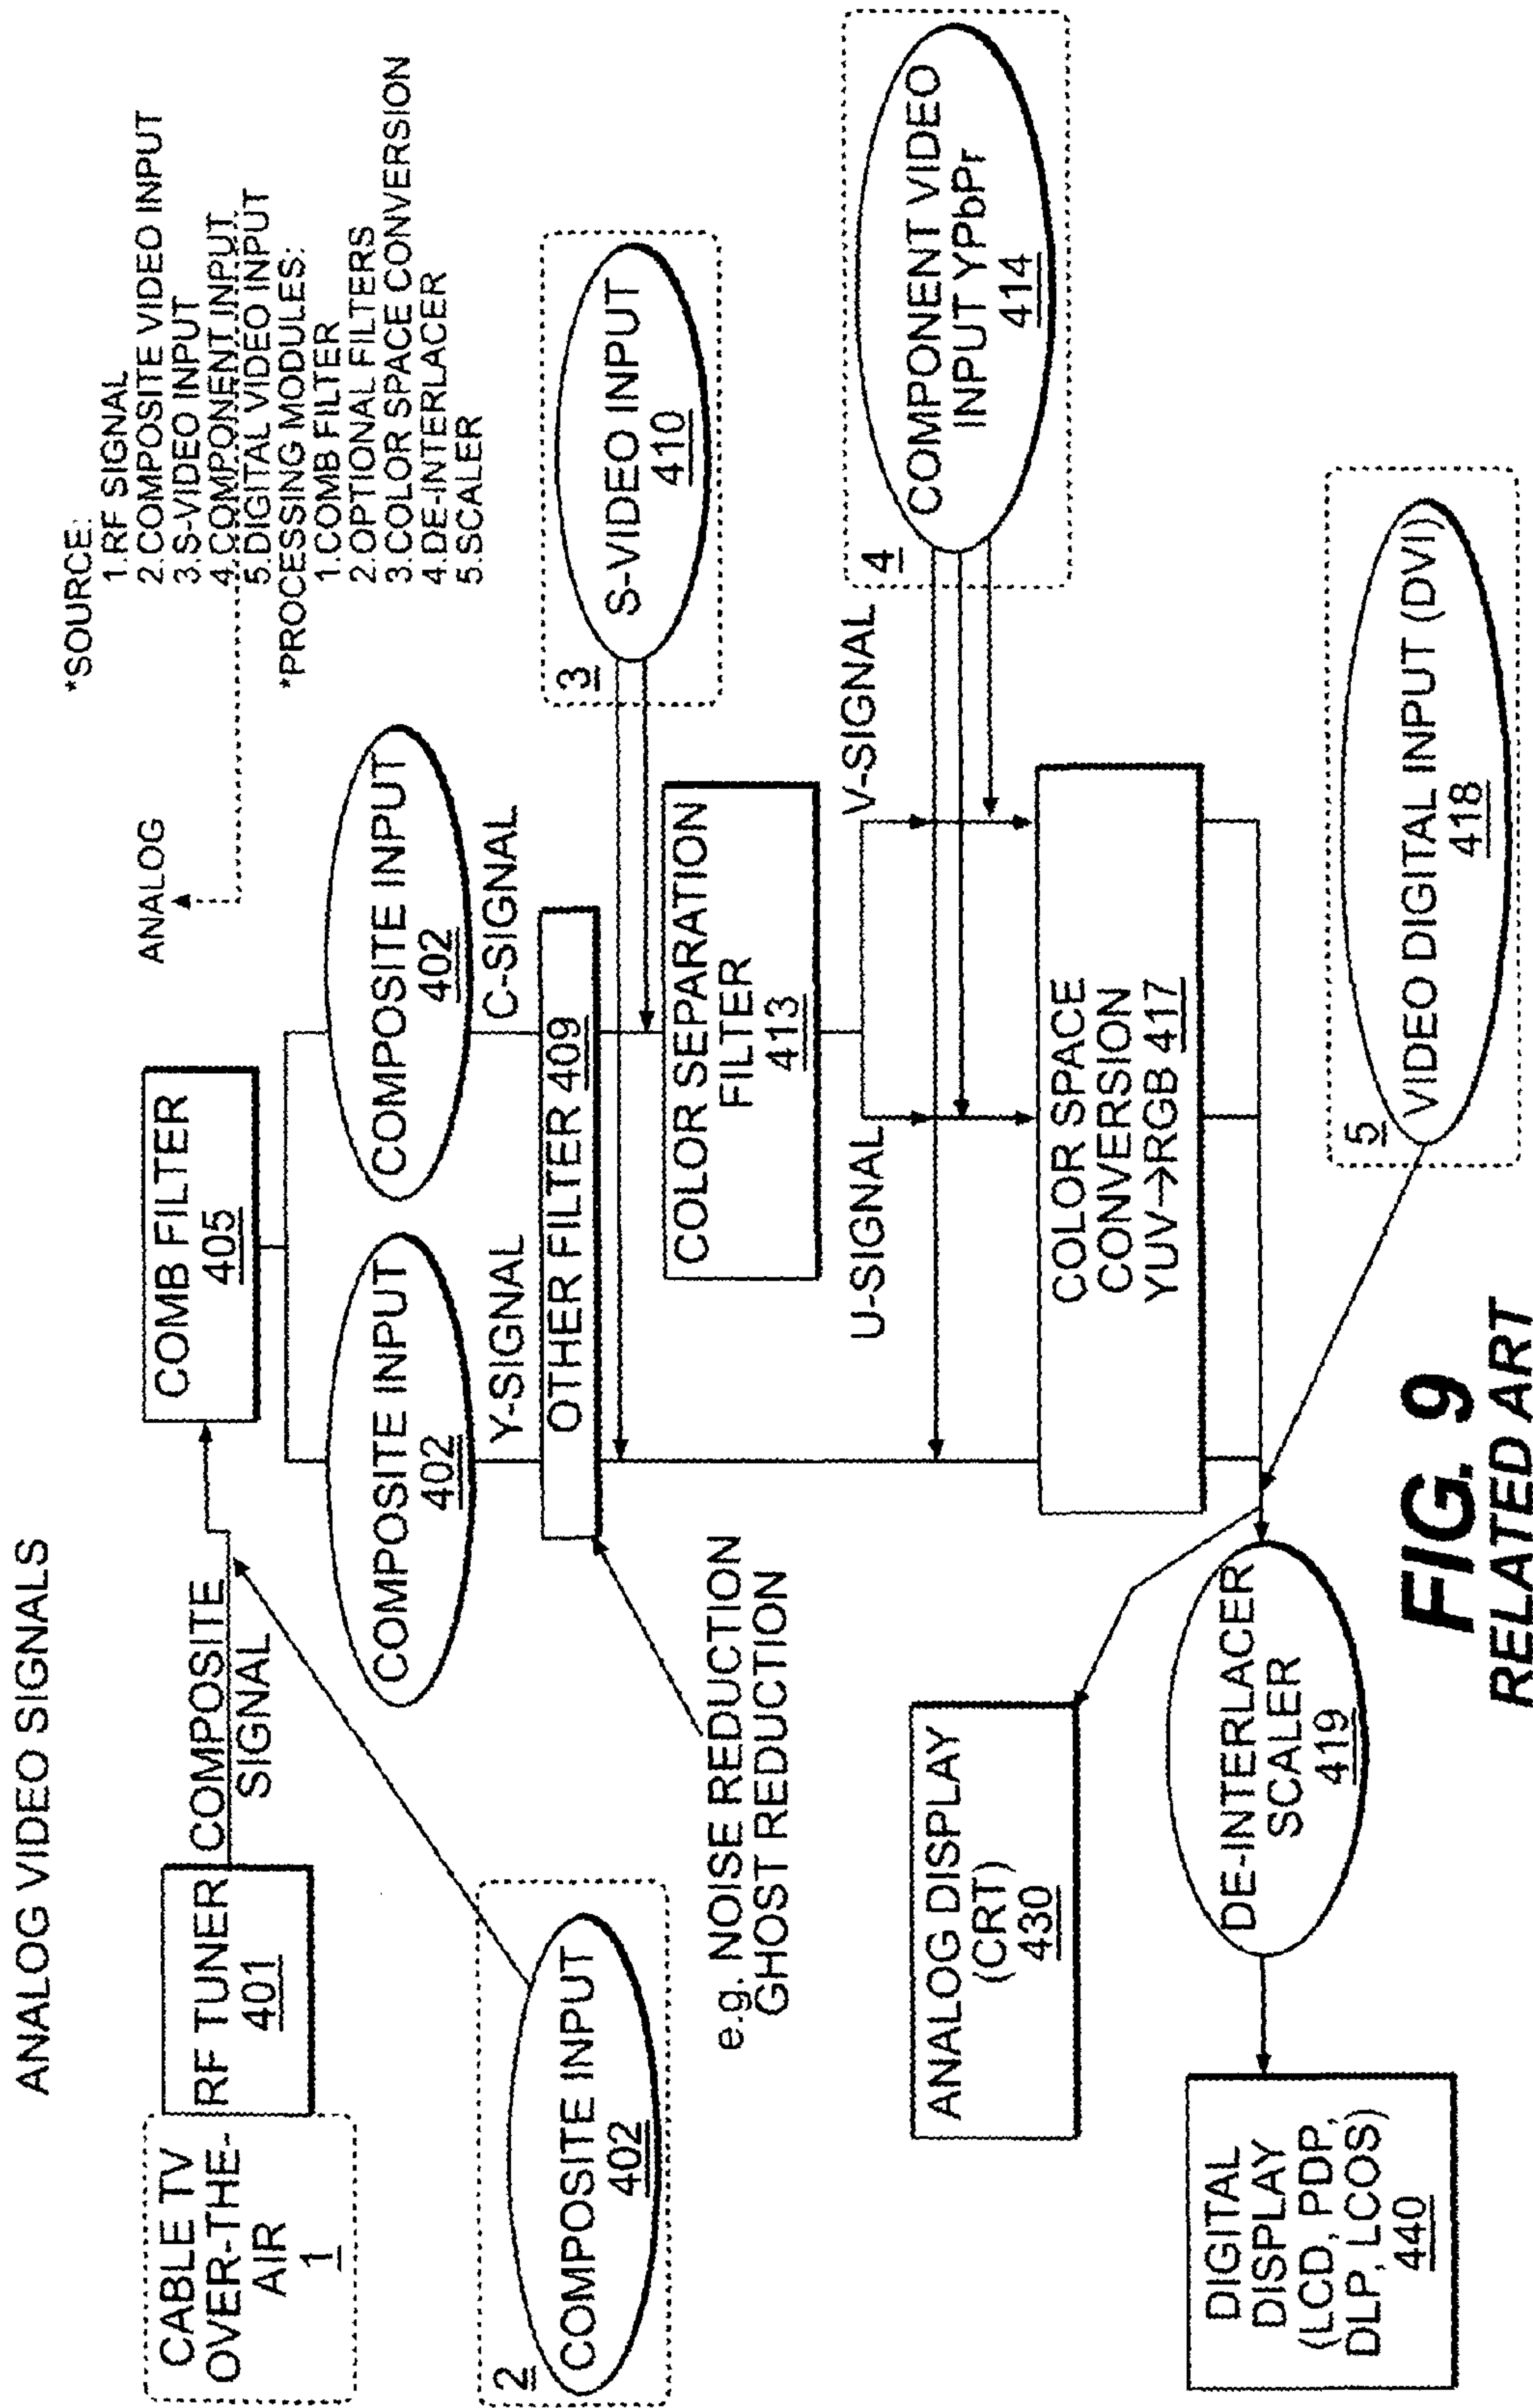 ANALOG VIDEO SIGNALS
*SOURCE:
1.RF SIGNAL
2.COMPOSITE VIDEO INPUT
3.S-VIDEO INPUT
4.COMPONENT INPUT
5.DIGITAL VIDEO INPUT
*PROCESSING MODULES:
1.COMB FILTER
2.OPTIONAL FILTERS
3.COLOR SPACE CONVERSION
4.DE-INTERLACER
5.SCALER
ANALOG
CABLE TV
OVER-THE-
AIR
1
RF TUNER
401
COMPOSITE
SIGNAL
COMB FILTER
405
2
COMPOSITE INPUT
402
COMPOSITE INPUT
402
COMPOSITE INPUT
402
Y-SIGNAL
C-SIGNAL
OTHER FILTER 409
e.g. NOISE REDUCTION
GHOST REDUCTION
3
S-VIDEO INPUT
410
COLOR SEPARATION
FILTER
413
U-SIGNAL
V-SIGNAL
4
COMPONENT VIDEO
INPUT YPbPr
414
COLOR SPACE
CONVERSION
YUV→RGB 417
ANALOG DISPLAY
(CRT)
430
5
VIDEO DIGITAL INPUT (DVI)
418
DE-INTERLACER
SCALER
419
DIGITAL
DISPLAY
(LCD, PDP,
DLP, LCOS)
440
FIG. 9
RELATED ART